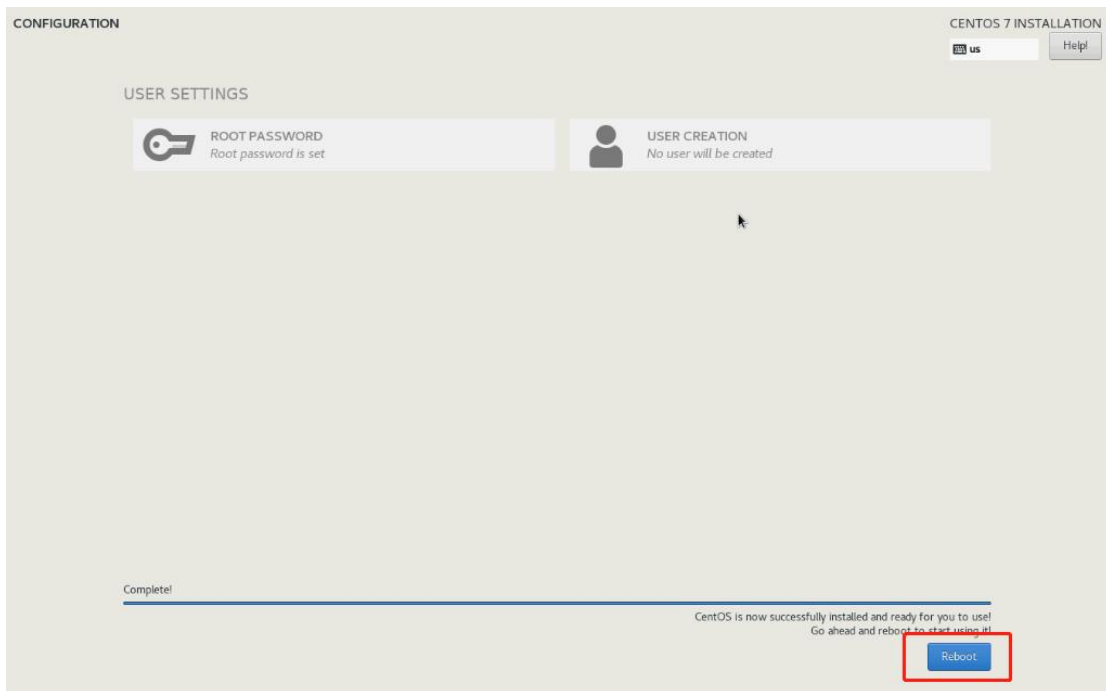 CONFIGURATION
CENTOS 7 INSTALLATION
us
Help!
USER SETTINGS
ROOT PASSWORD
Root password is set
USER CREATION
No user will be created
Complete!
CentOS is now successfully installed and ready for you to use!
Go ahead and reboot to start using it!
Reboot